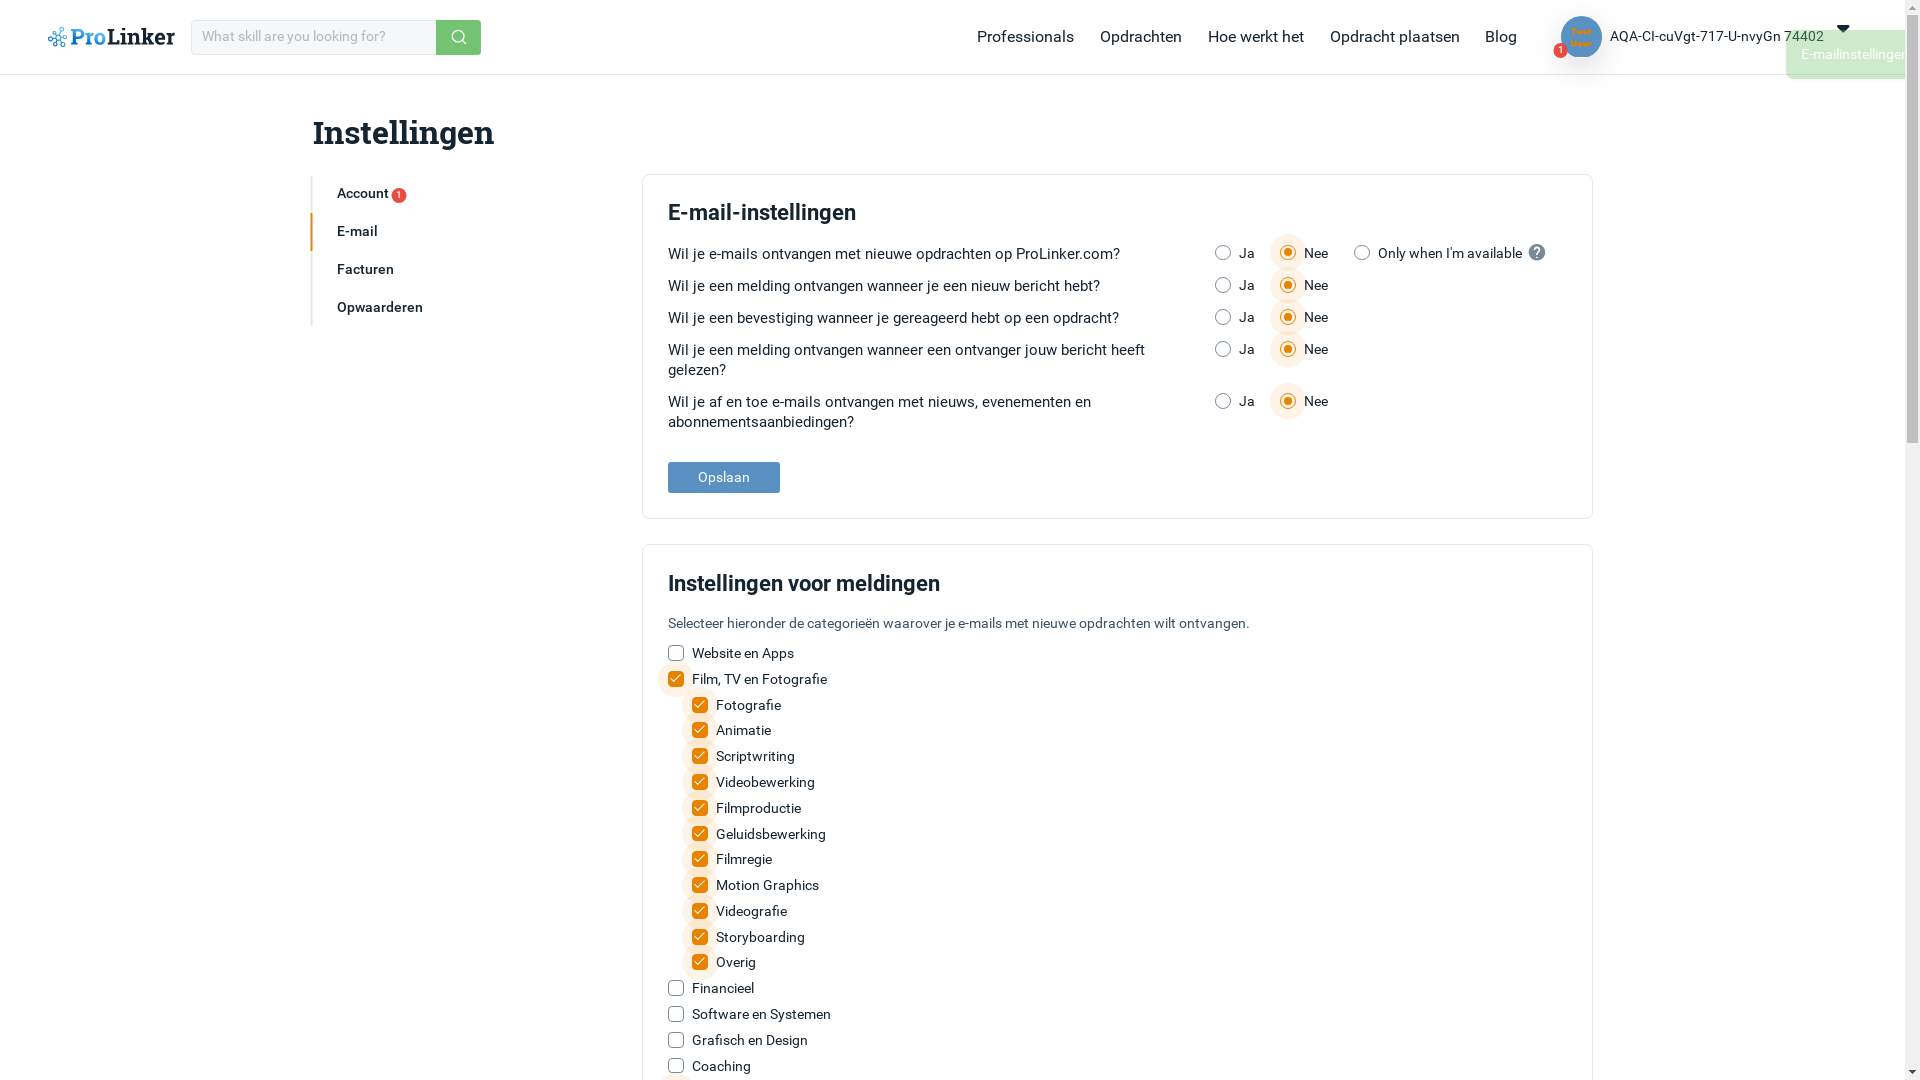 ProLinker
What skill are you looking for?
Professionals
Opdrachten
Hoe werkt het
Opdracht plaatsen
Blog
Test
User
1
AQA-CI-cuVgt-717-U-nvyGn 74402
E-mailinstellingen
Instellingen
Account 1
E-mail
Facturen
Opwaarderen
E-mail-instellingen
Wil je e-mails ontvangen met nieuwe opdrachten op ProLinker.com? Ja Nee Only when I'm available ?
Wil je een melding ontvangen wanneer je een nieuw bericht hebt? Ja Nee
Wil je een bevestiging wanneer je gereageerd hebt op een opdracht? Ja Nee
Wil je een melding ontvangen wanneer een ontvanger jouw bericht heeft Ja Nee
gelezen?
Wil je af en toe e-mails ontvangen met nieuws, evenementen en Ja Nee
abonnementsaanbiedingen?
Opslaan
Instellingen voor meldingen
Selecteer hieronder de categorieën waarover je e-mails met nieuwe opdrachten wilt ontvangen.
Website en Apps
Film, TV en Fotografie
Fotografie
Animatie
Scriptwriting
Videobewerking
Filmproductie
Geluidsbewerking
Filmregie
Motion Graphics
Videografie
Storyboarding
Overig
Financieel
Software en Systemen
Grafisch en Design
Coaching